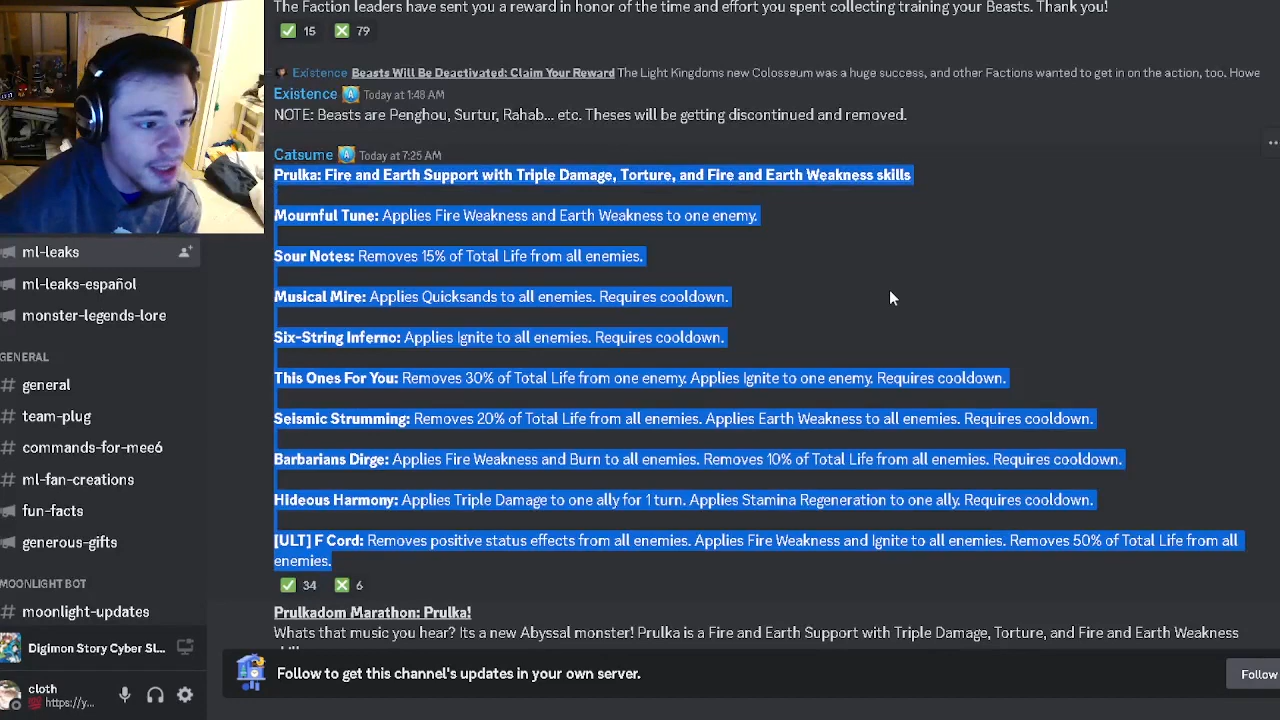 The Faction leaders have sent you a reward in honor of the time and effort you spent collecting training your Beasts. Thank you!
15 79
Existence Beasts Will Be Deactivated: Claim Your Reward The Light Kingdoms new Colosseum was a huge success, and other Factions wanted to get in on the action, too. Howe
Existence Today at 1:48 AM
NOTE: Beasts are Penghou, Surtur, Rahab... etc. Theses will be getting discontinued and removed.
Catsume Today at 7:25 AM
Prulka: Fire and Earth Support with Triple Damage, Torture, and Fire and Earth Weakness skills
Mournful Tune: Applies Fire Weakness and Earth Weakness to one enemy.
Sour Notes: Removes 15% of Total Life from all enemies.
Musical Mire: Applies Quicksands to all enemies. Requires cooldown.
Six-String Inferno: Applies Ignite to all enemies. Requires cooldown.
This Ones For You: Removes 30% of Total Life from one enemy. Applies Ignite to one enemy. Requires cooldown.
Seismic Strumming: Removes 20% of Total Life from all enemies. Applies Earth Weakness to all enemies. Requires cooldown.
Barbarians Dirge: Applies Fire Weakness and Burn to all enemies. Removes 10% of Total Life from all enemies. Requires cooldown.
Hideous Harmony: Applies Triple Damage to one ally for 1 turn. Applies Stamina Regeneration to one ally. Requires cooldown.
[ULT] F Cord: Removes positive status effects from all enemies. Applies Fire Weakness and Ignite to all enemies. Removes 50% of Total Life from all
enemies.
34 6
Prulkadom Marathon: Prulka!
Whats that music you hear? Its a new Abyssal monster! Prulka is a Fire and Earth Support with Triple Damage, Torture, and Fire and Earth Weakness
Follow to get this channel's updates in your own server.
Follow
ml-leaks
ml-leaks-español
monster-legends-lore
GENERAL
general
team-plug
commands-for-mee6
ml-fan-creations
fun-facts
generous-gifts
MOONLIGHT BOT
moonlight-updates
Digimon Story Cyber Sl...
cloth
💯 https://y...